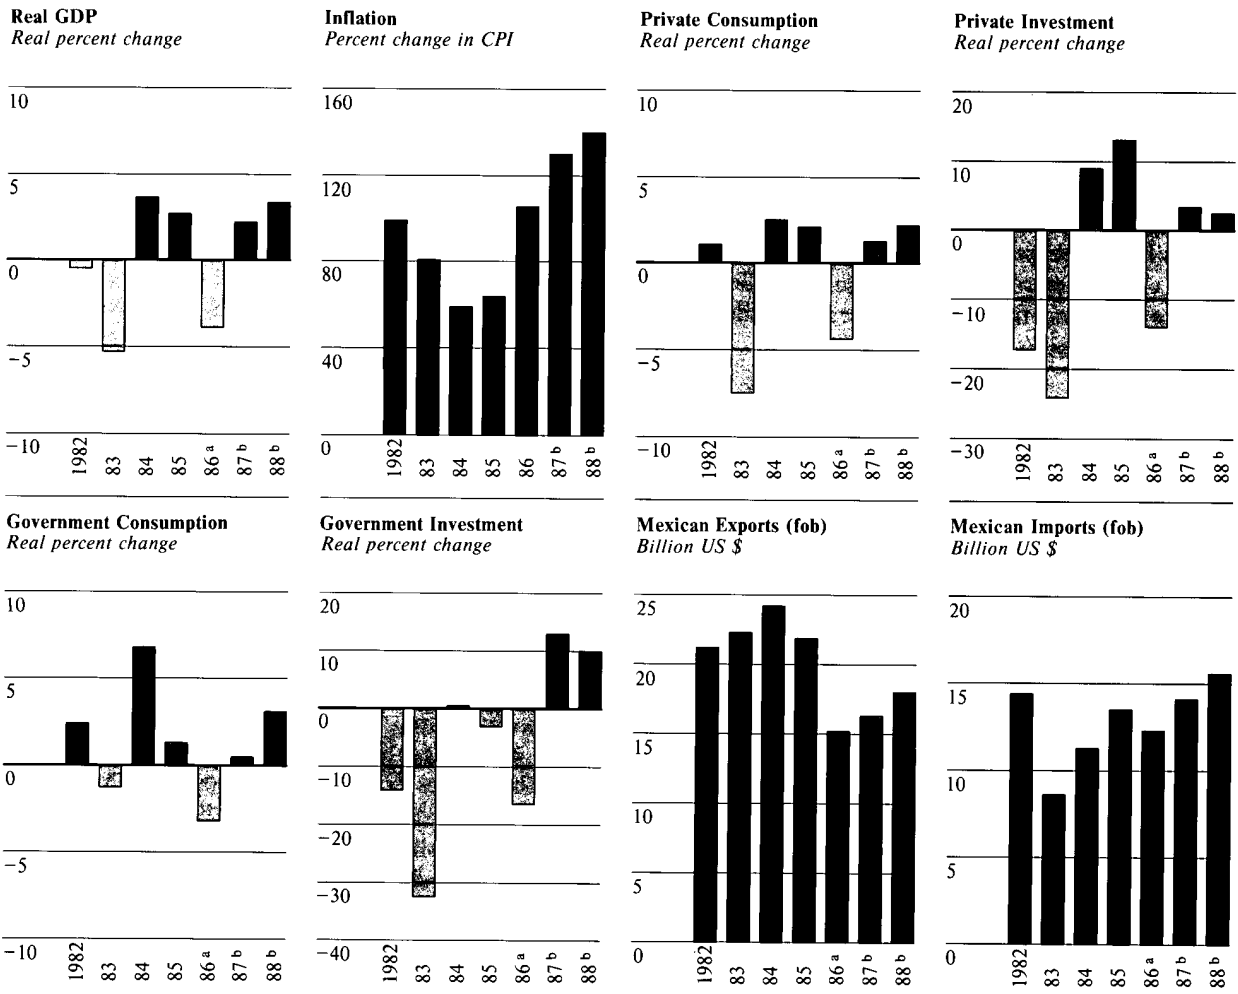 Real GDP
Real percent change
10
5
0
−5
−10
1982
83
84
85
86 a
87 b
88 b
Inflation
Percent change in CPI
160
120
80
40
0
1982
83
84
85
86
87 b
88 b
Private Consumption
Real percent change
10
5
0
−5
−10
1982
83
84
85
86 a
87 b
88 b
Private Investment
Real percent change
20
10
0
−10
−20
−30
1982
83
84
85
86 a
87 b
88 b
Government Consumption
Real percent change
10
5
0
−5
−10
1982
83
84
85
86 a
87 b
88 b
Government Investment
Real percent change
20
10
0
−10
−20
−30
−40
1982
83
84
85
86 a
87 b
88 b
Mexican Exports (fob)
Billion US $
25
20
15
10
5
0
1982
83
84
85
86 a
87 b
88 b
Mexican Imports (fob)
Billion US $
20
15
10
5
0
1982
83
84
85
86 a
87 b
88 b